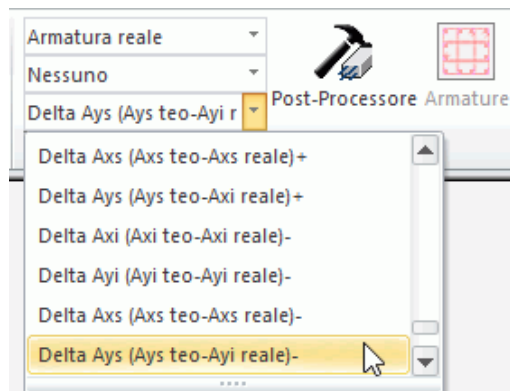 Armatura reale
Nessuno
Delta Ays (Ays teo-Ayi r
Post-Processore
Armature
Delta Axs (Axs teo-Axs reale)+
Delta Ays (Ays teo-Axi reale)+
Delta Axi (Axi teo-Axi reale)-
Delta Ayi (Ayi teo-Ayi reale)-
Delta Axs (Axs teo-Axs reale)-
Delta Ays (Ays teo-Ayi reale)-